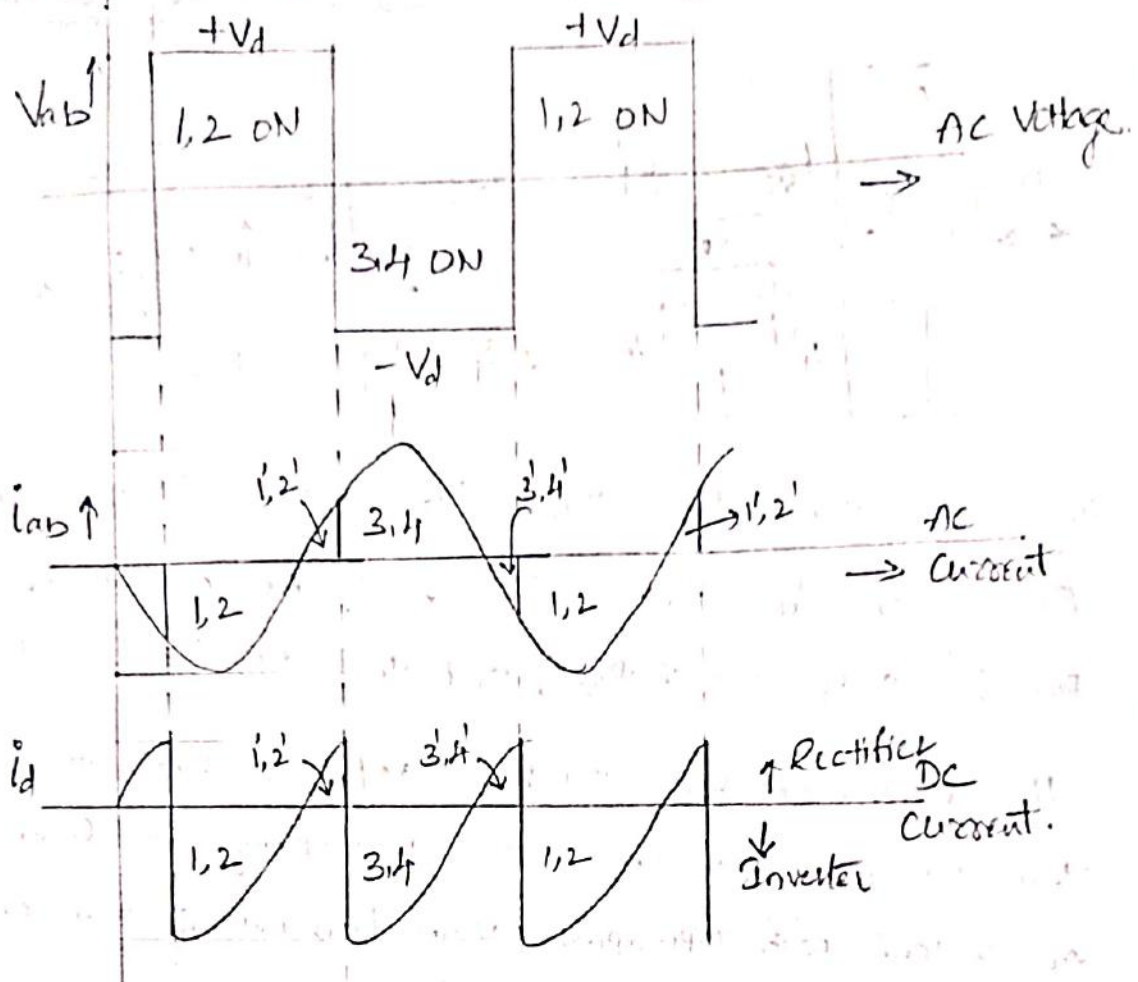 +Vd +Vd
Vab↑
1,2 ON 1,2 ON
AC Voltage.
→
3,4 ON
-Vd
iab ↑
1',2' 3,4 3',4' →1',2'
AC
→ Current
1,2 1,2
id
1',2' 3',4'
↑ Rectifier
DC
Current.
1,2 3,4 1,2
↓
Inverter